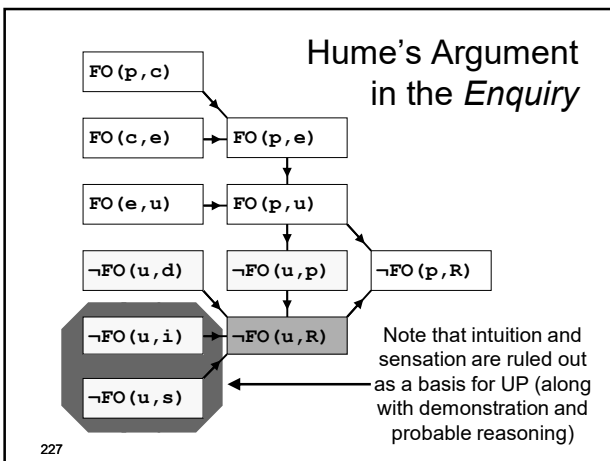 Hume's Argument
in the Enquiry
FO(p,c)
FO(c,e)
FO(p,e)
FO(e,u)
FO(p,u)
¬FO(u,d)
¬FO(u,p)
¬FO(p,R)
¬FO(u,i)
¬FO(u,R)
¬FO(u,s)
Note that intuition and
sensation are ruled out
as a basis for UP (along
with demonstration and
probable reasoning)
227